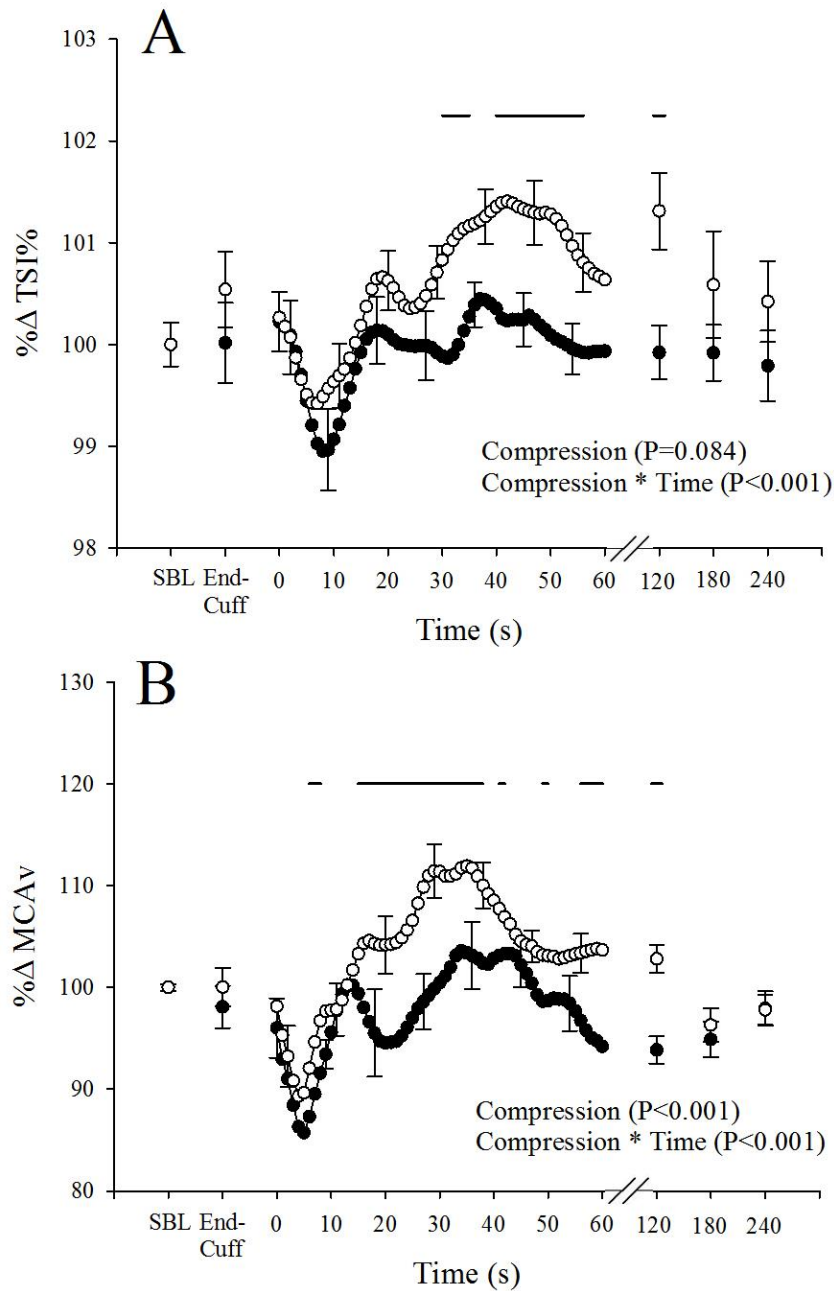 A
103
102
101
100
99
98
%Δ TSI%
Compression (P=0.084)
Compression * Time (P<0.001)
SBL End-Cuff 0 10 20 30 40 50 60 120 180 240
Time (s)
B
130
120
110
100
90
80
%Δ MCAv
Compression (P<0.001)
Compression * Time (P<0.001)
SBL End-Cuff 0 10 20 30 40 50 60 120 180 240
Time (s)